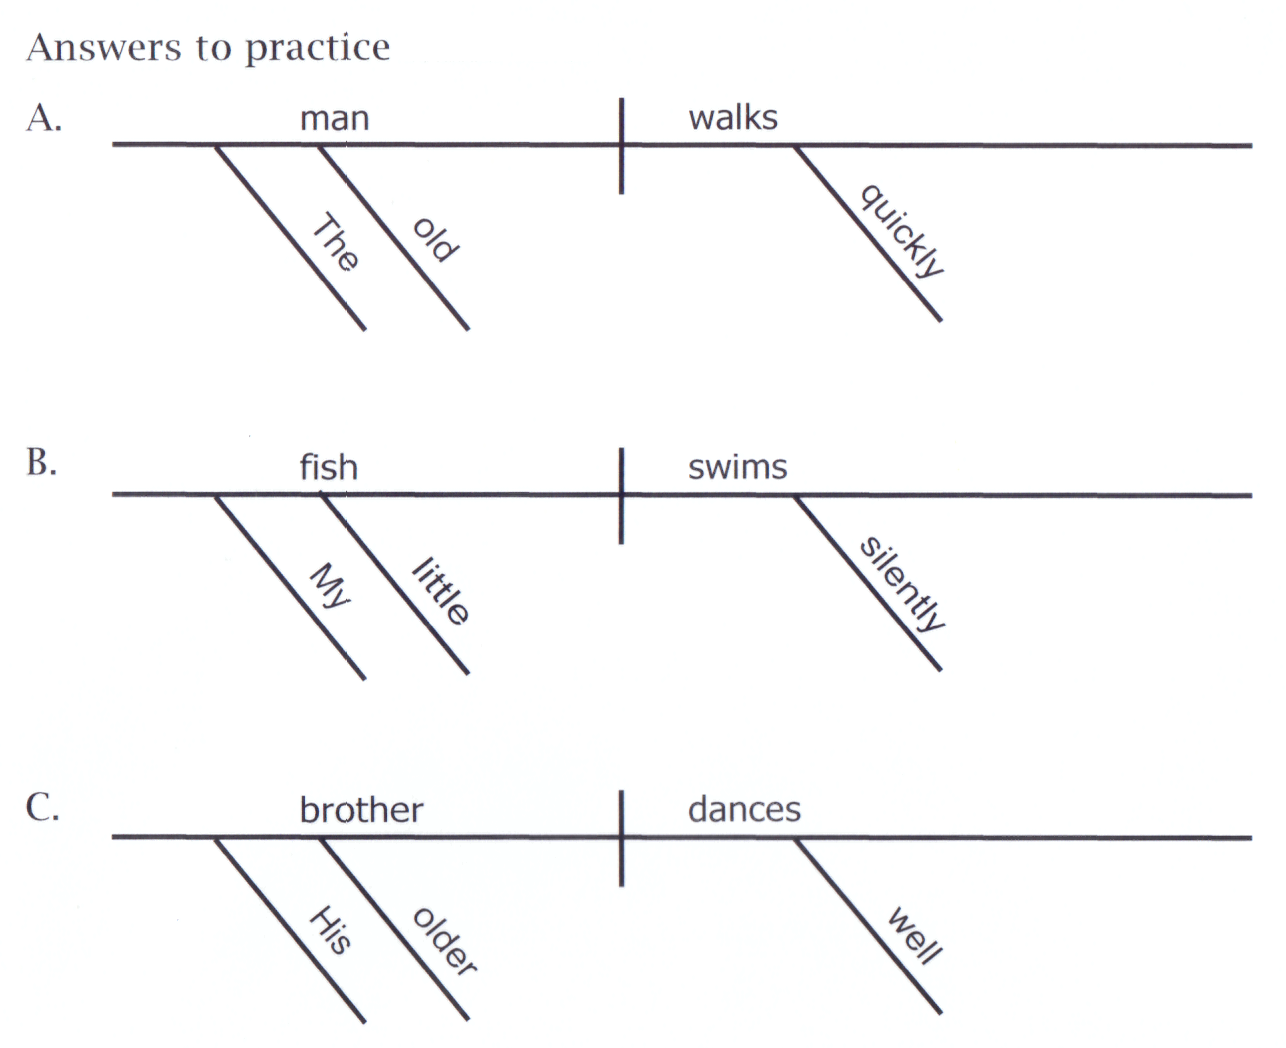 Answers to practice
A. man walks
The old quickly
B. fish swims
My little silently
C. brother dances
His older well